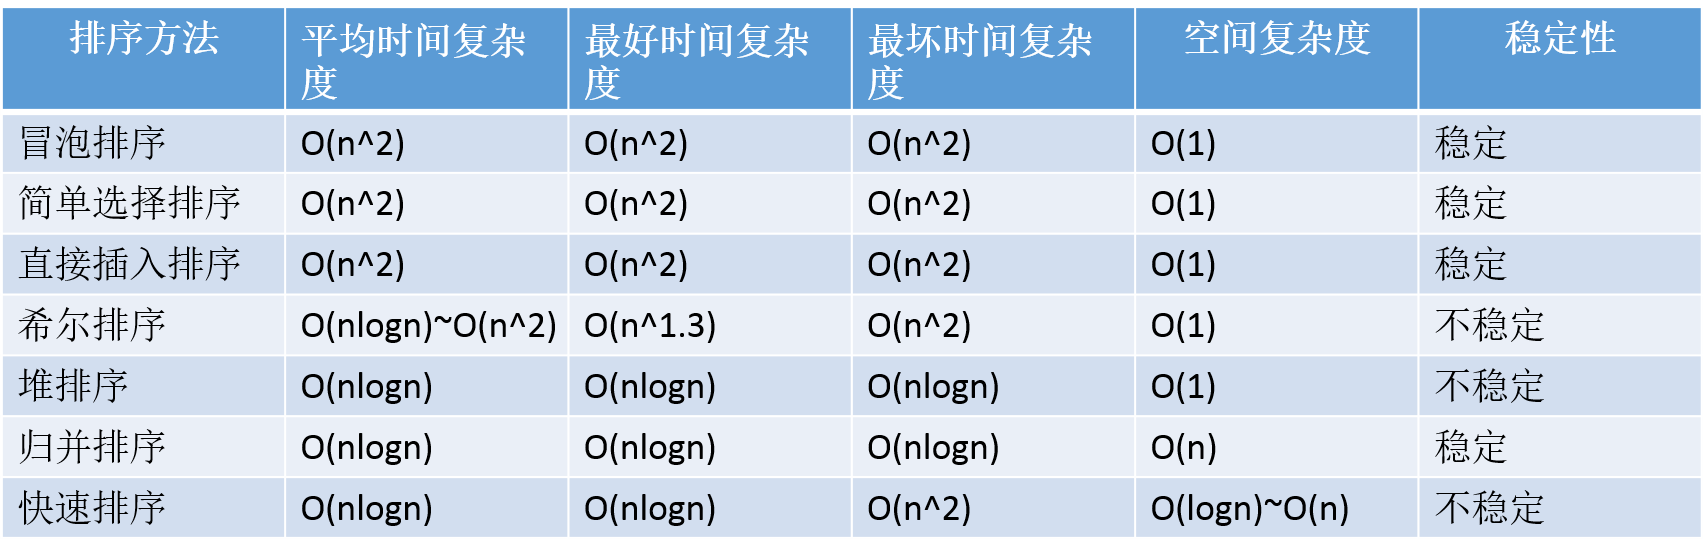 排序方法 平均时间复杂度 最好时间复杂度 最坏时间复杂度 空间复杂度 稳定性
冒泡排序 O(n^2) O(n^2) O(n^2) O(1) 稳定
简单选择排序 O(n^2) O(n^2) O(n^2) O(1) 稳定
直接插入排序 O(n^2) O(n^2) O(n^2) O(1) 稳定
希尔排序 O(nlogn)~O(n^2) O(n^1.3) O(n^2) O(1) 不稳定
堆排序 O(nlogn) O(nlogn) O(nlogn) O(1) 不稳定
归并排序 O(nlogn) O(nlogn) O(nlogn) O(n) 稳定
快速排序 O(nlogn) O(nlogn) O(n^2) O(logn)~O(n) 不稳定